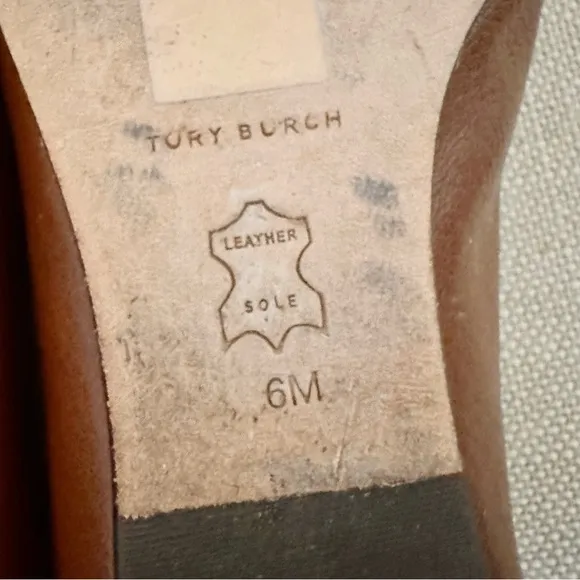 TORY BURCH
LEATHER
SOLE
6M